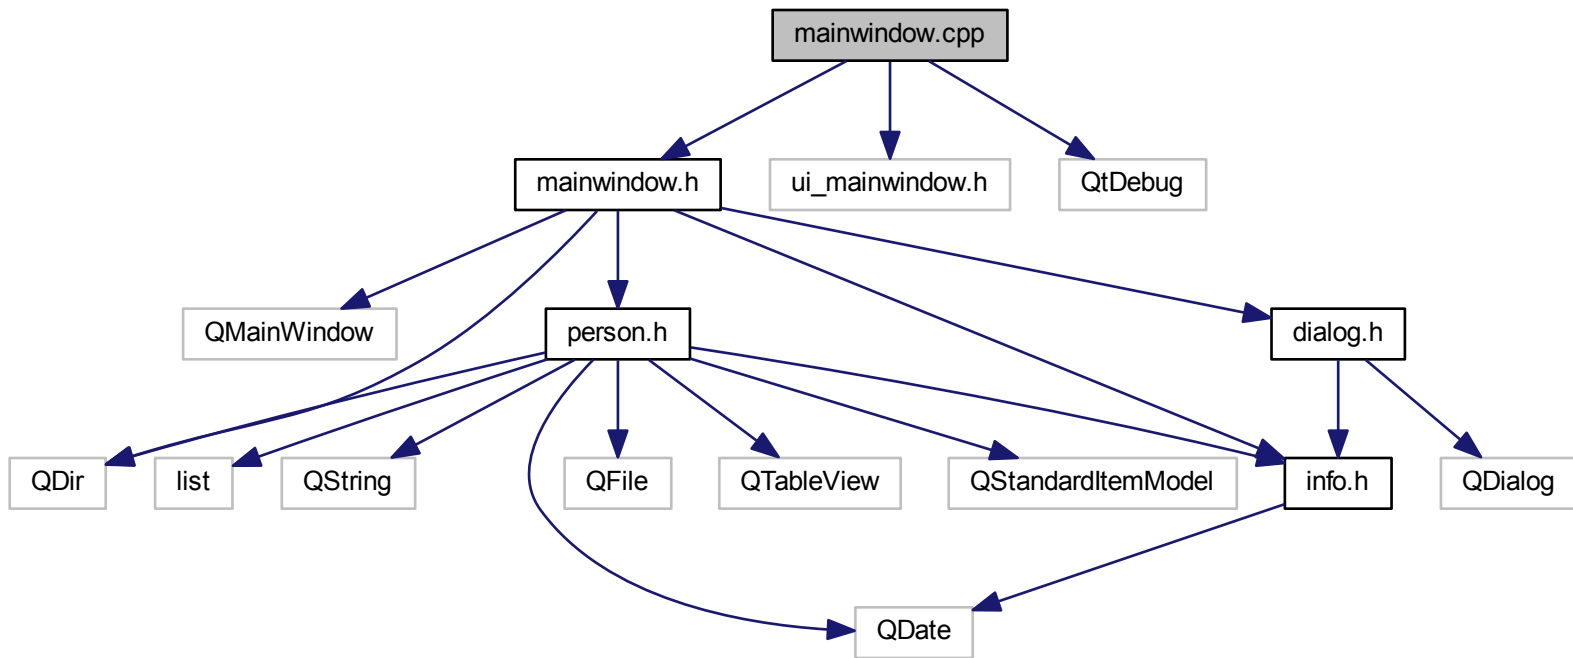 mainwindow.cpp
mainwindow.h
ui_mainwindow.h
QtDebug
QMainWindow
person.h
dialog.h
QDir
list
QString
QFile
QTableView
QStandardItemModel
info.h
QDialog
QDate